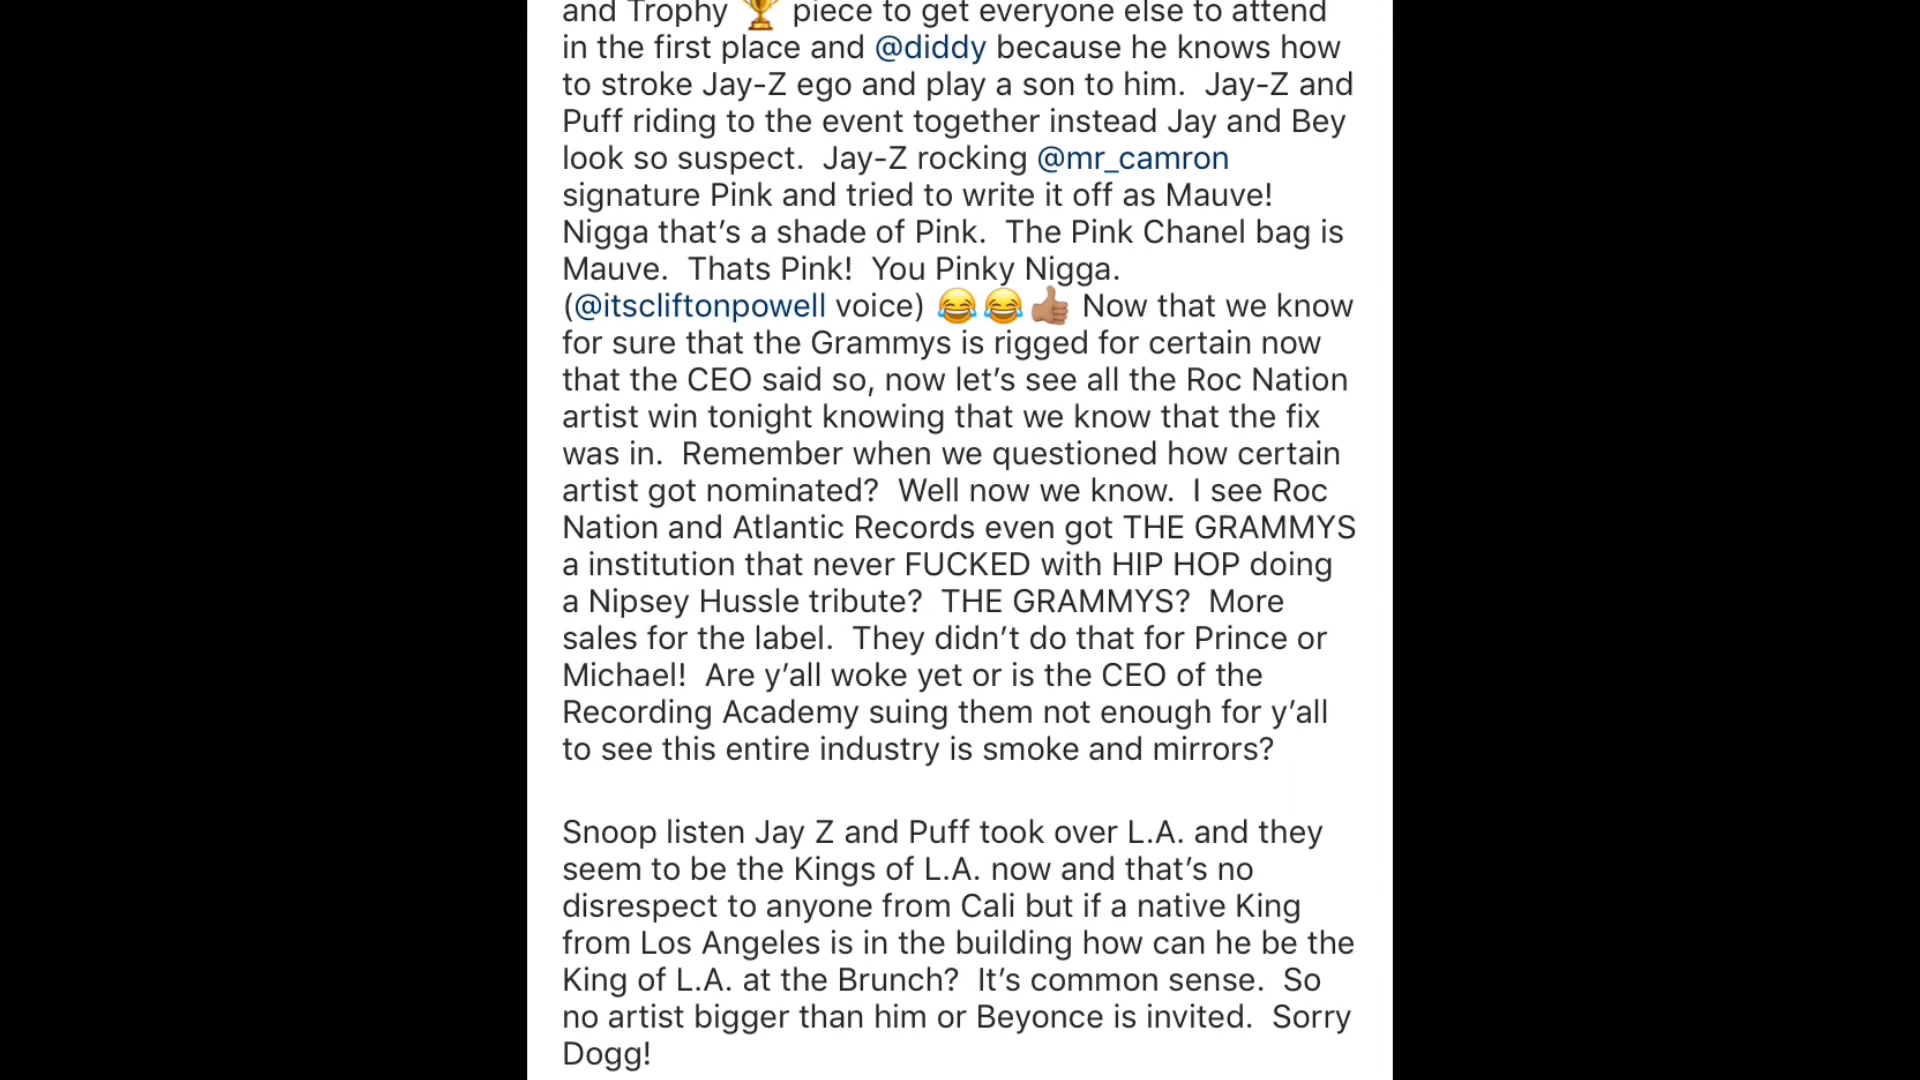 and Trophy 🏆 piece to get everyone else to attend
in the first place and @diddy because he knows how
to stroke Jay-Z ego and play a son to him.  Jay-Z and
Puff riding to the event together instead Jay and Bey
look so suspect.  Jay-Z rocking @mr_camron
signature Pink and tried to write it off as Mauve!
Nigga that’s a shade of Pink.  The Pink Chanel bag is
Mauve.  Thats Pink!  You Pinky Nigga.
(@itscliftonpowell voice) 😂😂👍🏽 Now that we know
for sure that the Grammys is rigged for certain now
that the CEO said so, now let’s see all the Roc Nation
artist win tonight knowing that we know that the fix
was in.  Remember when we questioned how certain
artist got nominated?  Well now we know.  I see Roc
Nation and Atlantic Records even got THE GRAMMYS
a institution that never FUCKED with HIP HOP doing
a Nipsey Hussle tribute?  THE GRAMMYS?  More
sales for the label.  They didn’t do that for Prince or
Michael!  Are y’all woke yet or is the CEO of the
Recording Academy suing them not enough for y’all
to see this entire industry is smoke and mirrors?

Snoop listen Jay Z and Puff took over L.A. and they
seem to be the Kings of L.A. now and that’s no
disrespect to anyone from Cali but if a native King
from Los Angeles is in the building how can he be the
King of L.A. at the Brunch?  It’s common sense.  So
no artist bigger than him or Beyonce is invited.  Sorry
Dogg!